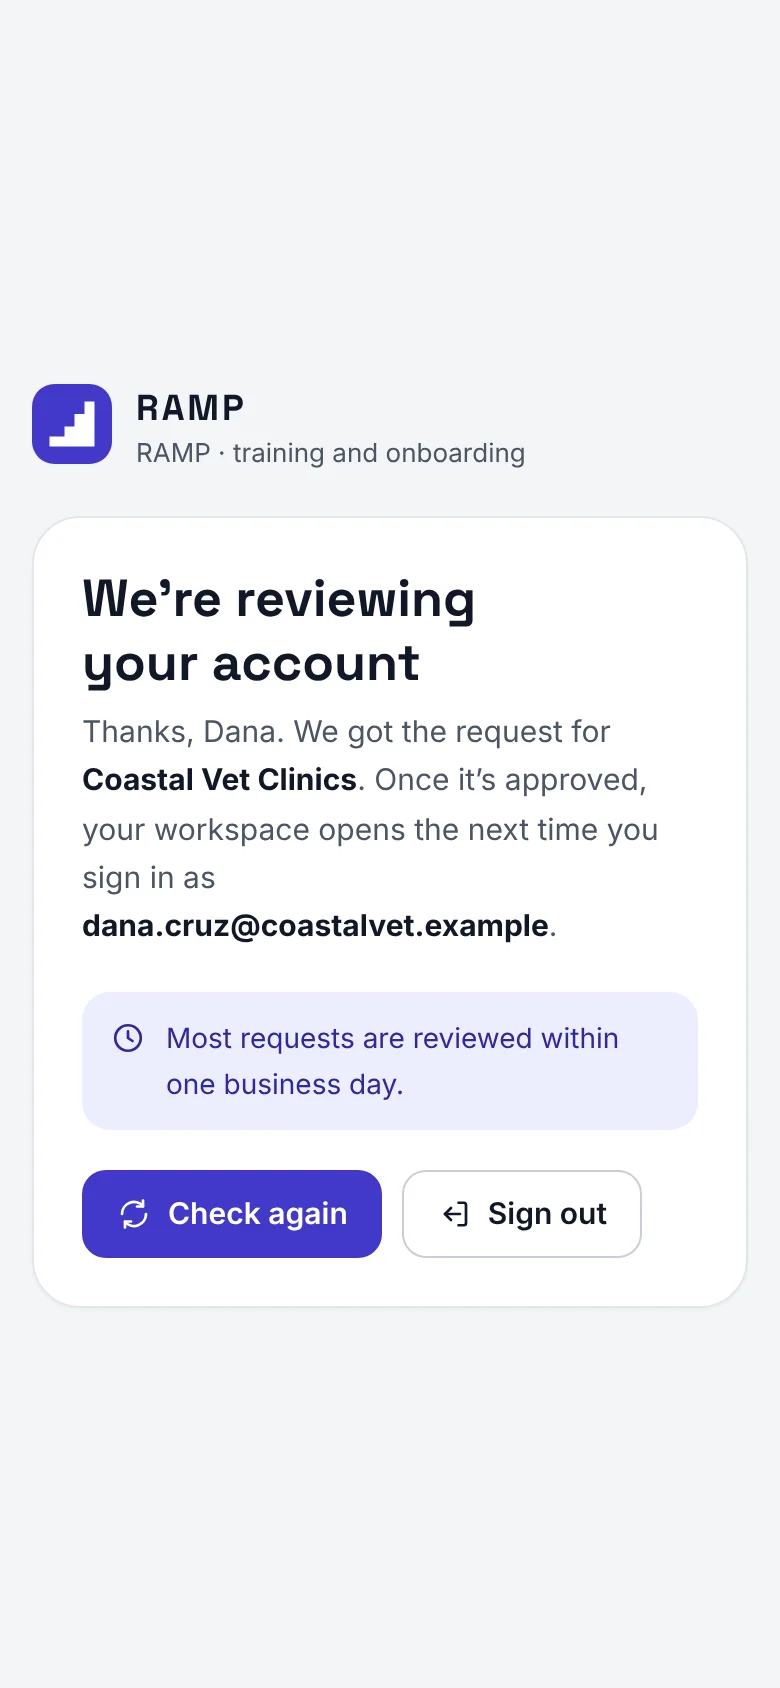 RAMP
RAMP · training and onboarding
We’re reviewing
your account
Thanks, Dana. We got the request for
Coastal Vet Clinics. Once it’s approved,
your workspace opens the next time you
sign in as
dana.cruz@coastalvet.example.
Most requests are reviewed within
one business day.
Check again
Sign out